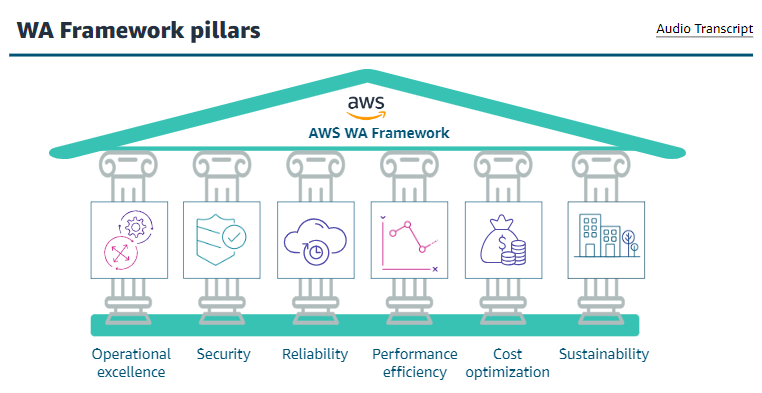 WA Framework pillars
Audio Transcript
aws
AWS WA Framework
$
Operational
excellence
Security
Reliability
Performance
efficiency
Cost
optimization
Sustainability